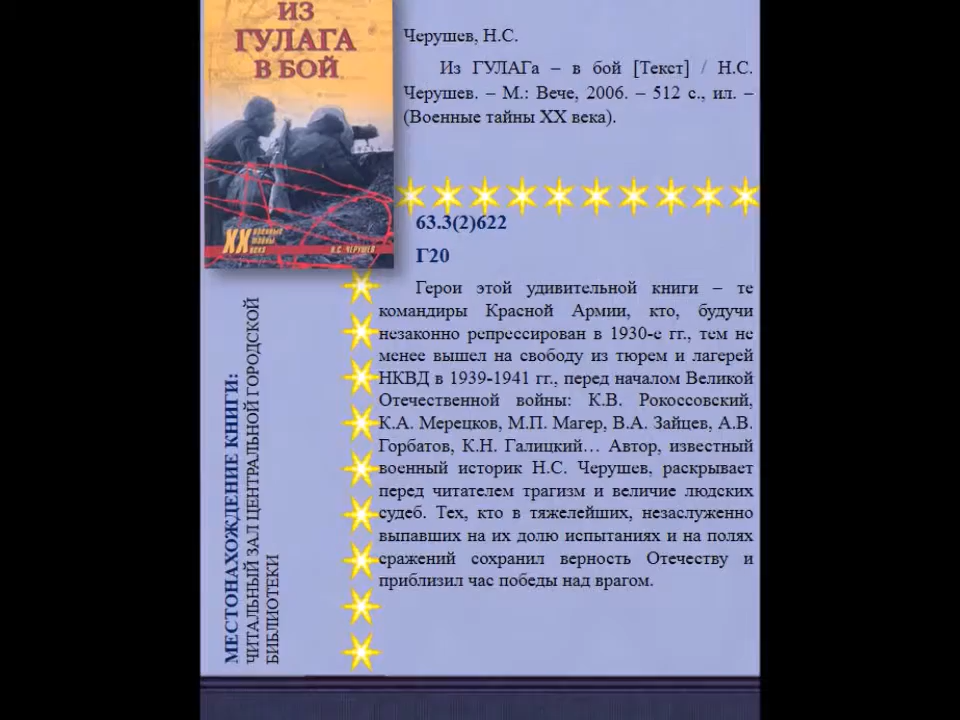 ИЗ
ГУЛАГА
В БОЙ
XX ВОЕННЫЕ
ТАЙНЫ
ВЕКА
Н.С. ЧЕРУШЕВ
Черушев, Н.С.
Из ГУЛАГа – в бой [Текст] / Н.С.
Черушев. – М.: Вече, 2006. – 512 с., ил. –
(Военные тайны XX века).
63.3(2)622
Г20
Герои этой удивительной книги – те
командиры Красной Армии, кто, будучи
незаконно репрессирован в 1930-е гг., тем не
менее вышел на свободу из тюрем и лагерей
НКВД в 1939-1941 гг., перед началом Великой
Отечественной войны: К.В. Рокоссовский,
К.А. Мерецков, М.П. Магер, В.А. Зайцев, А.В.
Горбатов, К.Н. Галицкий… Автор, известный
военный историк Н.С. Черушев, раскрывает
перед читателем трагизм и величие людских
судеб. Тех, кто в тяжелейших, незаслуженно
выпавших на их долю испытаниях и на полях
сражений сохранил верность Отечеству и
приблизил час победы над врагом.
МЕСТОНАХОЖДЕНИЕ КНИГИ:
ЧИТАЛЬНЫЙ ЗАЛ ЦЕНТРАЛЬНОЙ ГОРОДСКОЙ
БИБЛИОТЕКИ